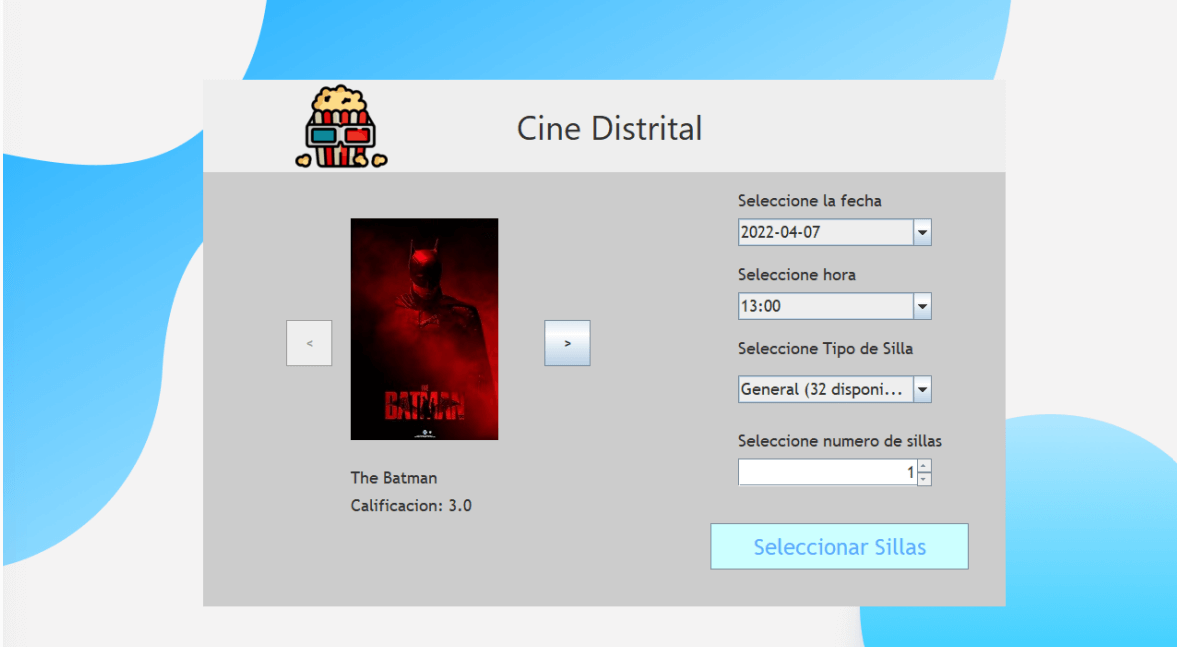 Cine Distrital
<
THE
BATMAN
>
The Batman
Calificacion: 3.0
Seleccione la fecha
2022-04-07
Seleccione hora
13:00
Seleccione Tipo de Silla
General (32 disponi...
Seleccione numero de sillas
1
Seleccionar Sillas